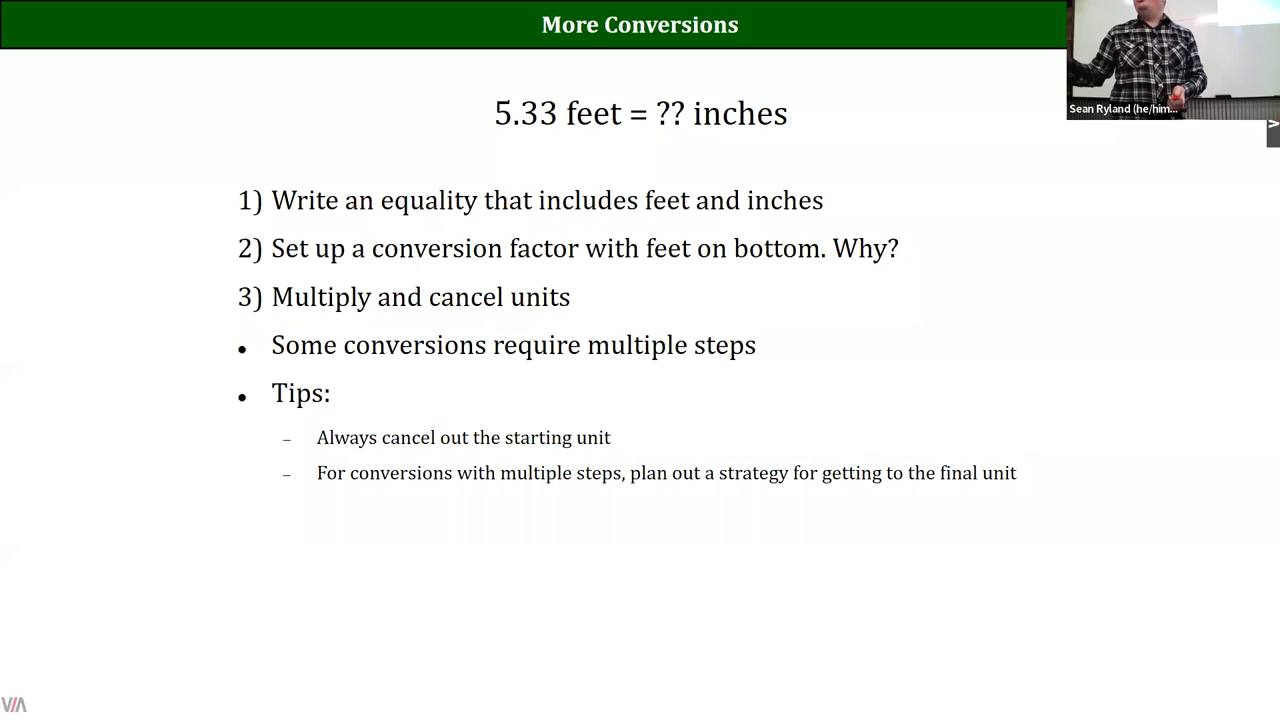 More Conversions
5.33 feet = ?? inches
1) Write an equality that includes feet and inches
2) Set up a conversion factor with feet on bottom. Why?
3) Multiply and cancel units
• Some conversions require multiple steps
• Tips:
– Always cancel out the starting unit
– For conversions with multiple steps, plan out a strategy for getting to the final unit
Sean Ryland (he/him...
VIA